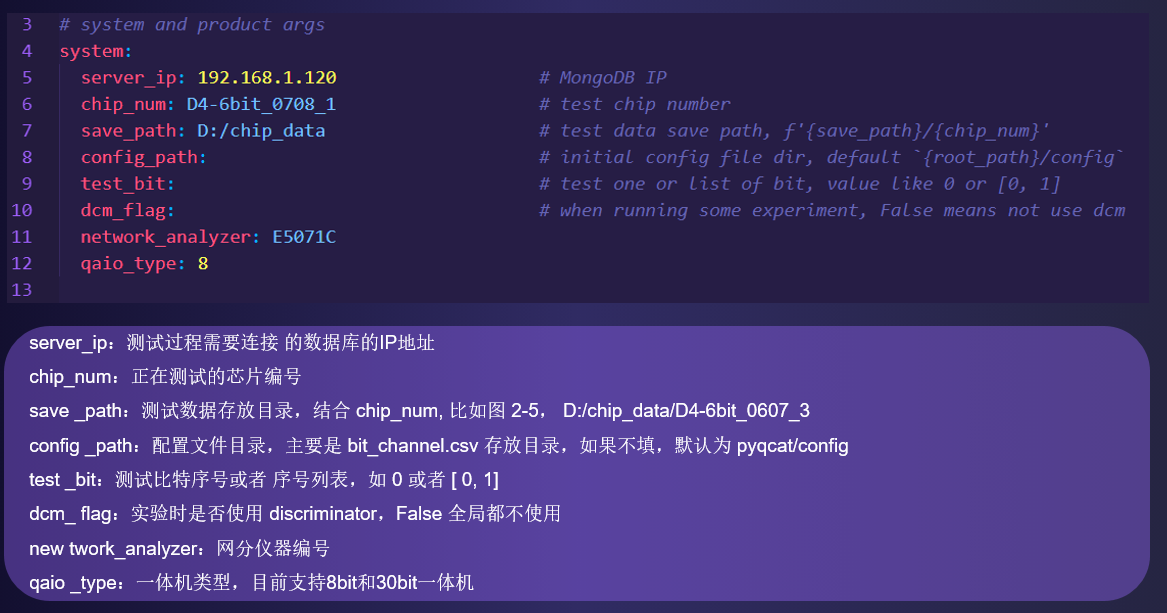 3 # system and product args
4 system:
5 server_ip: 192.168.1.120 # MongoDB IP
6 chip_num: D4-6bit_0708_1 # test chip number
7 save_path: D:/chip_data # test data save path, f'{save_path}/{chip_num}'
8 config_path: # initial config file dir, default `{root_path}/config`
9 test_bit: # test one or list of bit, value like 0 or [0, 1]
10 dcm_flag: # when running some experiment, False means not use dcm
11 network_analyzer: E5071C
12 qaio_type: 8
13
server_ip：测试过程需要连接 的数据库的IP地址
chip_num：正在测试的芯片编号
save _path：测试数据存放目录，结合 chip_num, 比如图 2-5， D:/chip_data/D4-6bit_0607_3
config _path：配置文件目录，主要是 bit_channel.csv 存放目录，如果不填，默认为 pyqcat/config
test _bit：测试比特序号或者 序号列表，如 0 或者 [ 0, 1]
dcm_ flag：实验时是否使用 discriminator，False 全局都不使用
new twork_analyzer：网分仪器编号
qaio _type：一体机类型，目前支持8bit和30bit一体机